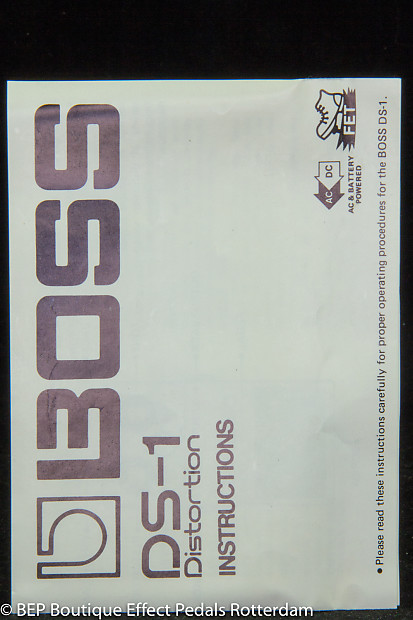 BOSS
DS-1
Distortion
INSTRUCTIONS
FET
AC DC
AC & BATTERY
POWERED
• Please read these instructions carefully for proper operating procedures for the BOSS DS-1.
© BEP Boutique Effect Pedals Rotterdam